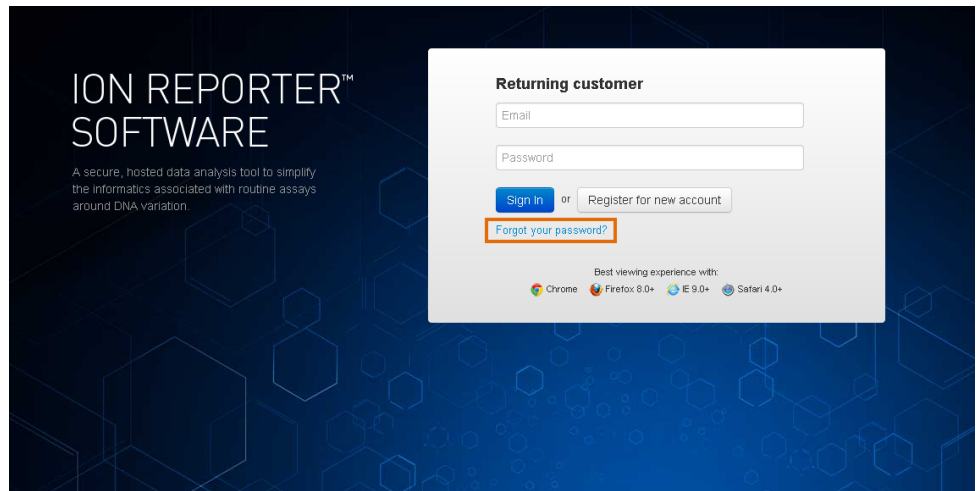 ION REPORTER™
SOFTWARE
A secure, hosted data analysis tool to simplify
the informatics associated with routine assays
around DNA variation.
Returning customer
Email
Password
Sign In or Register for new account
Forgot your password?
Best viewing experience with:
Chrome Firefox 8.0+ IE 9.0+ Safari 4.0+